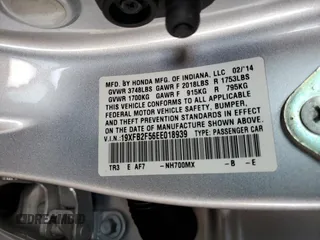 MFD. BY HONDA MFG. OF INDIANA, LLC 02/'14
GVWR 3748LBS GAWR F 2018LBS R 1753LBS
GVWR 1700KG GAWR F 915KG R 795KG
THIS VEHICLE CONFORMS TO ALL APPLICABLE
FEDERAL MOTOR VEHICLE SAFETY, BUMPER,
AND THEFT PREVENTION STANDARDS IN EFFECT
ON THE DATE OF MANUFACTURE SHOWN ABOVE.
V.I.N.: 19XFB2F56EE018939 TYPE: PASSENGER CAR
TR3 E AF7 -NH700MX -B -E